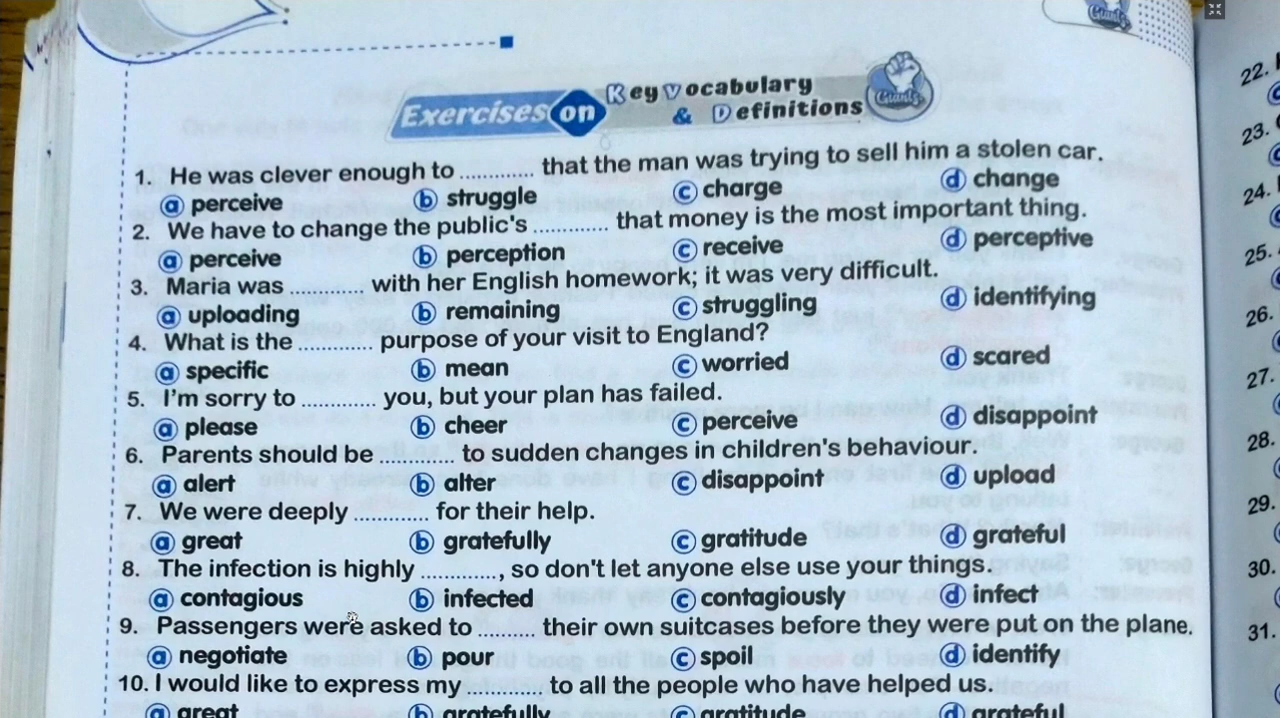 Giants
Exercises on Key Vocabulary
& Definitions
Giants
1. He was clever enough to ............ that the man was trying to sell him a stolen car.
a perceive b struggle c charge d change
2. We have to change the public's ............ that money is the most important thing.
a perceive b perception c receive d perceptive
3. Maria was ............ with her English homework; it was very difficult.
a uploading b remaining c struggling d identifying
4. What is the ............ purpose of your visit to England?
a specific b mean c worried d scared
5. I'm sorry to ............ you, but your plan has failed.
a please b cheer c perceive d disappoint
6. Parents should be ............ to sudden changes in children's behaviour.
a alert b alter c disappoint d upload
7. We were deeply ............ for their help.
a great b gratefully c gratitude d grateful
8. The infection is highly ............, so don't let anyone else use your things.
a contagious b infected c contagiously d infect
9. Passengers were asked to ......... their own suitcases before they were put on the plane.
a negotiate b pour c spoil d identify
10. I would like to express my ............ to all the people who have helped us.
a great b gratefully c gratitude d grateful
22.
23.
24.
25.
26.
27.
28.
29.
30.
31.